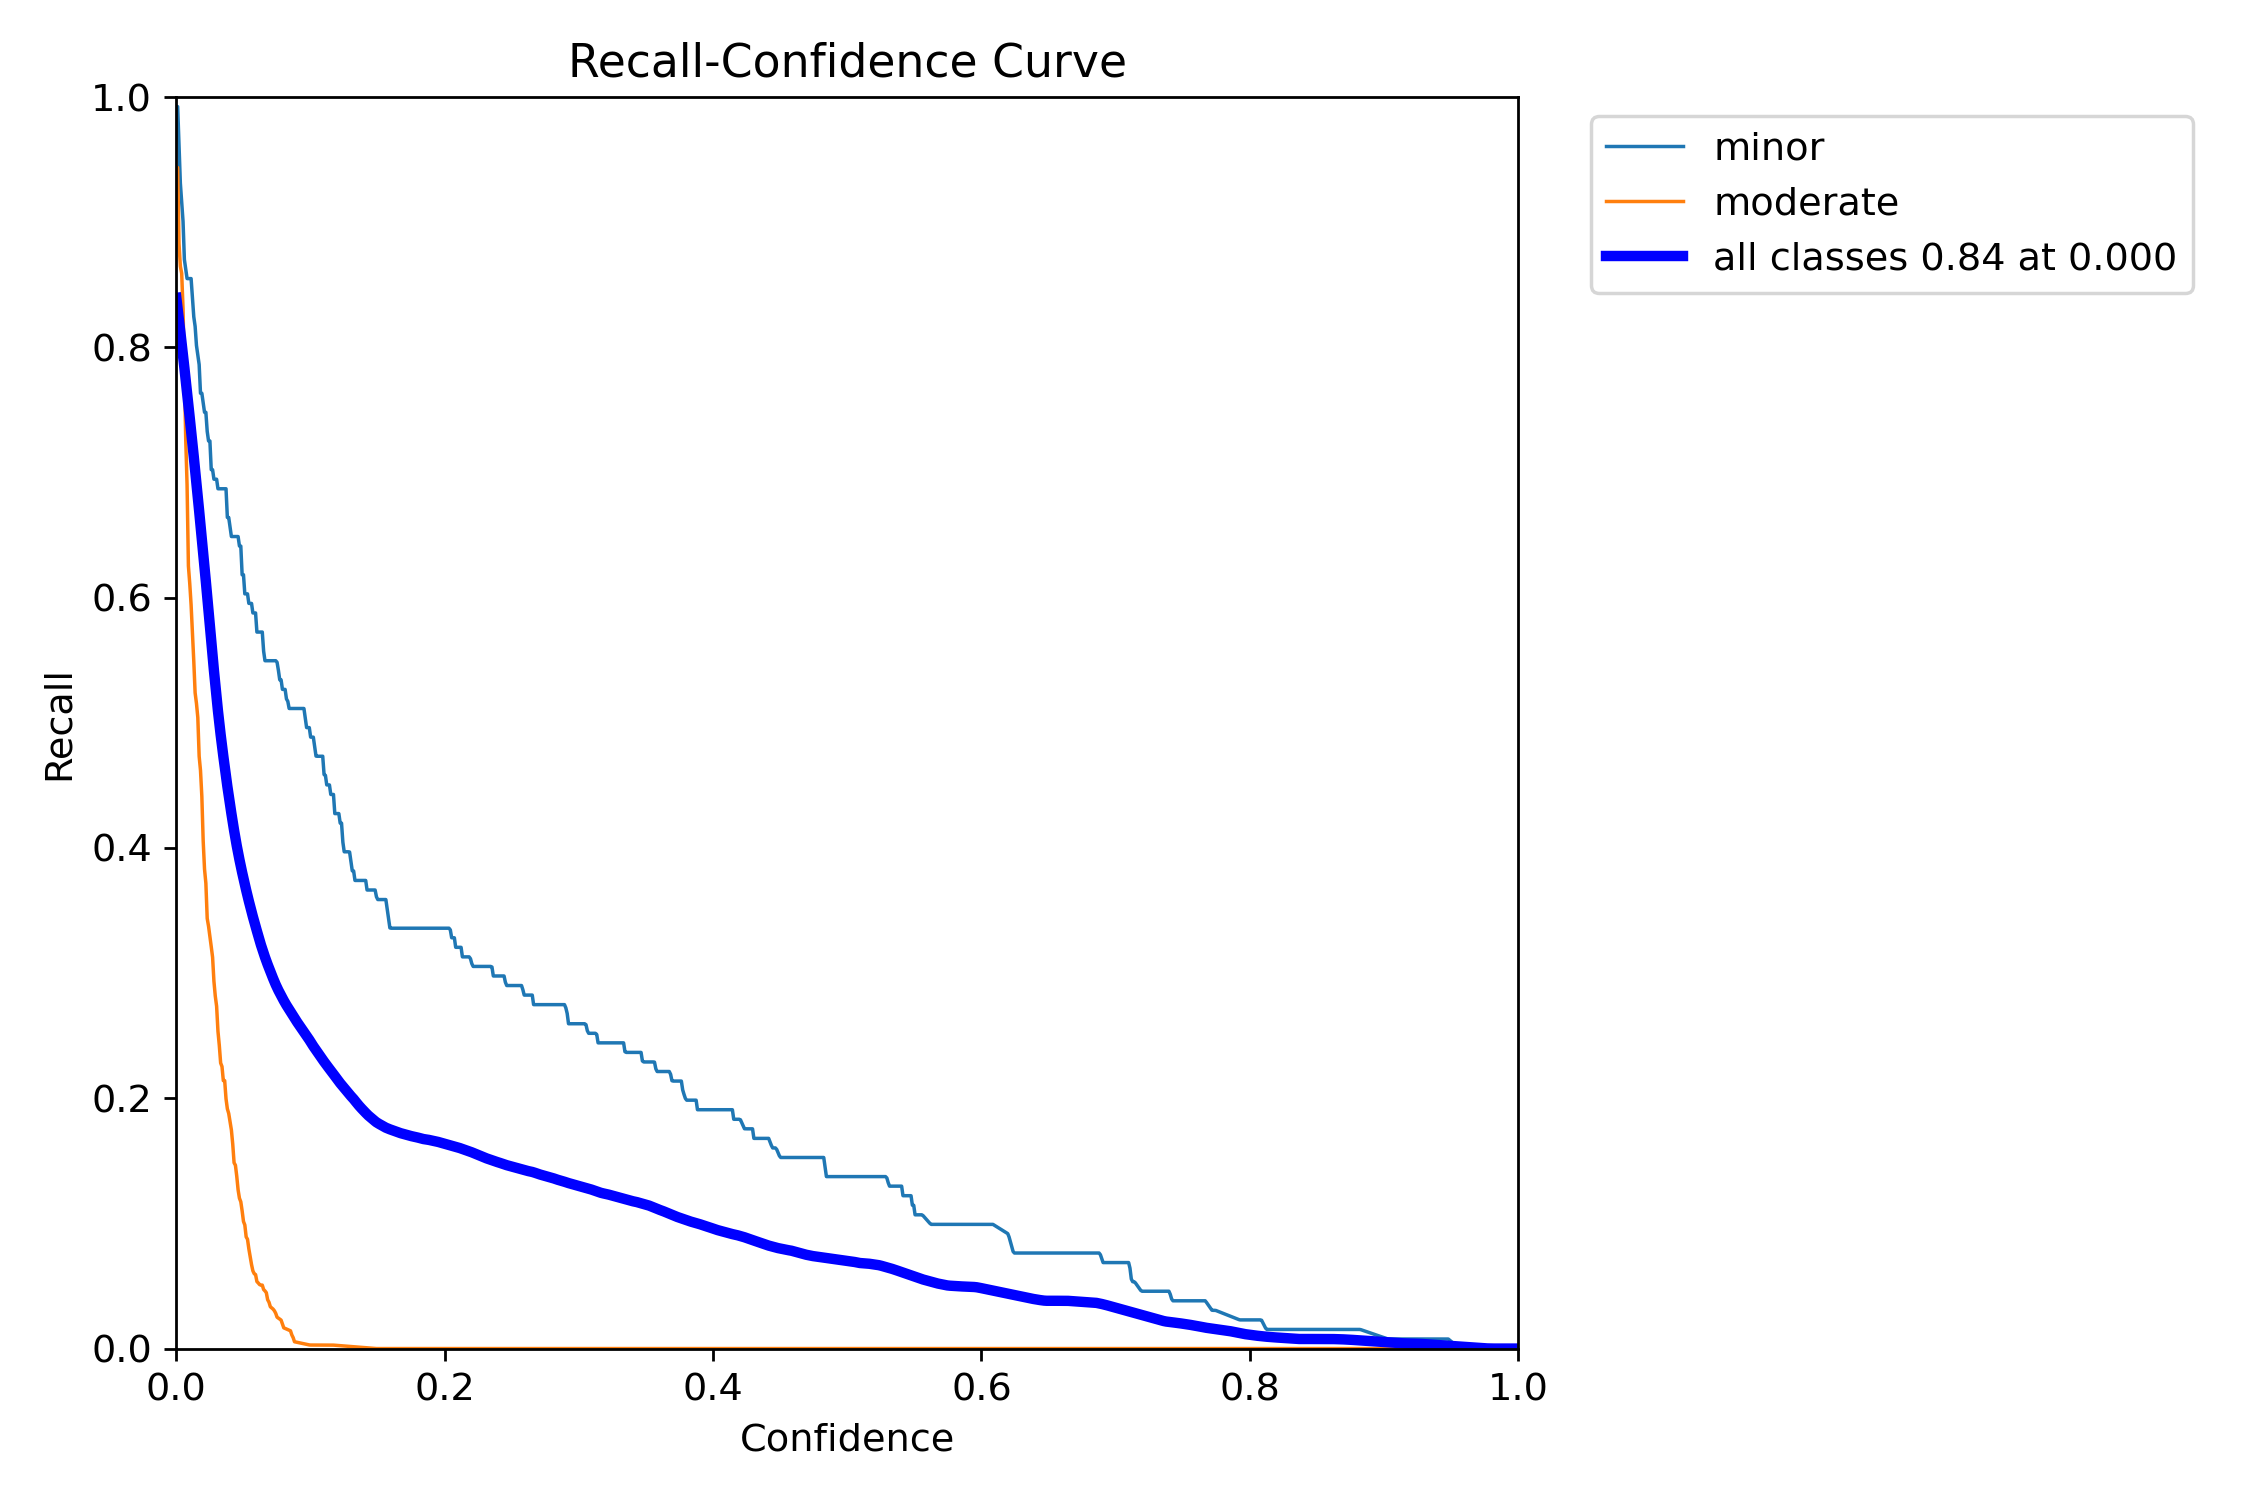 Recall-Confidence Curve
1.0
0.8
0.6
0.4
0.2
0.0
Recall
0.0 0.2 0.4 0.6 0.8 1.0
Confidence
minor
moderate
all classes 0.84 at 0.000